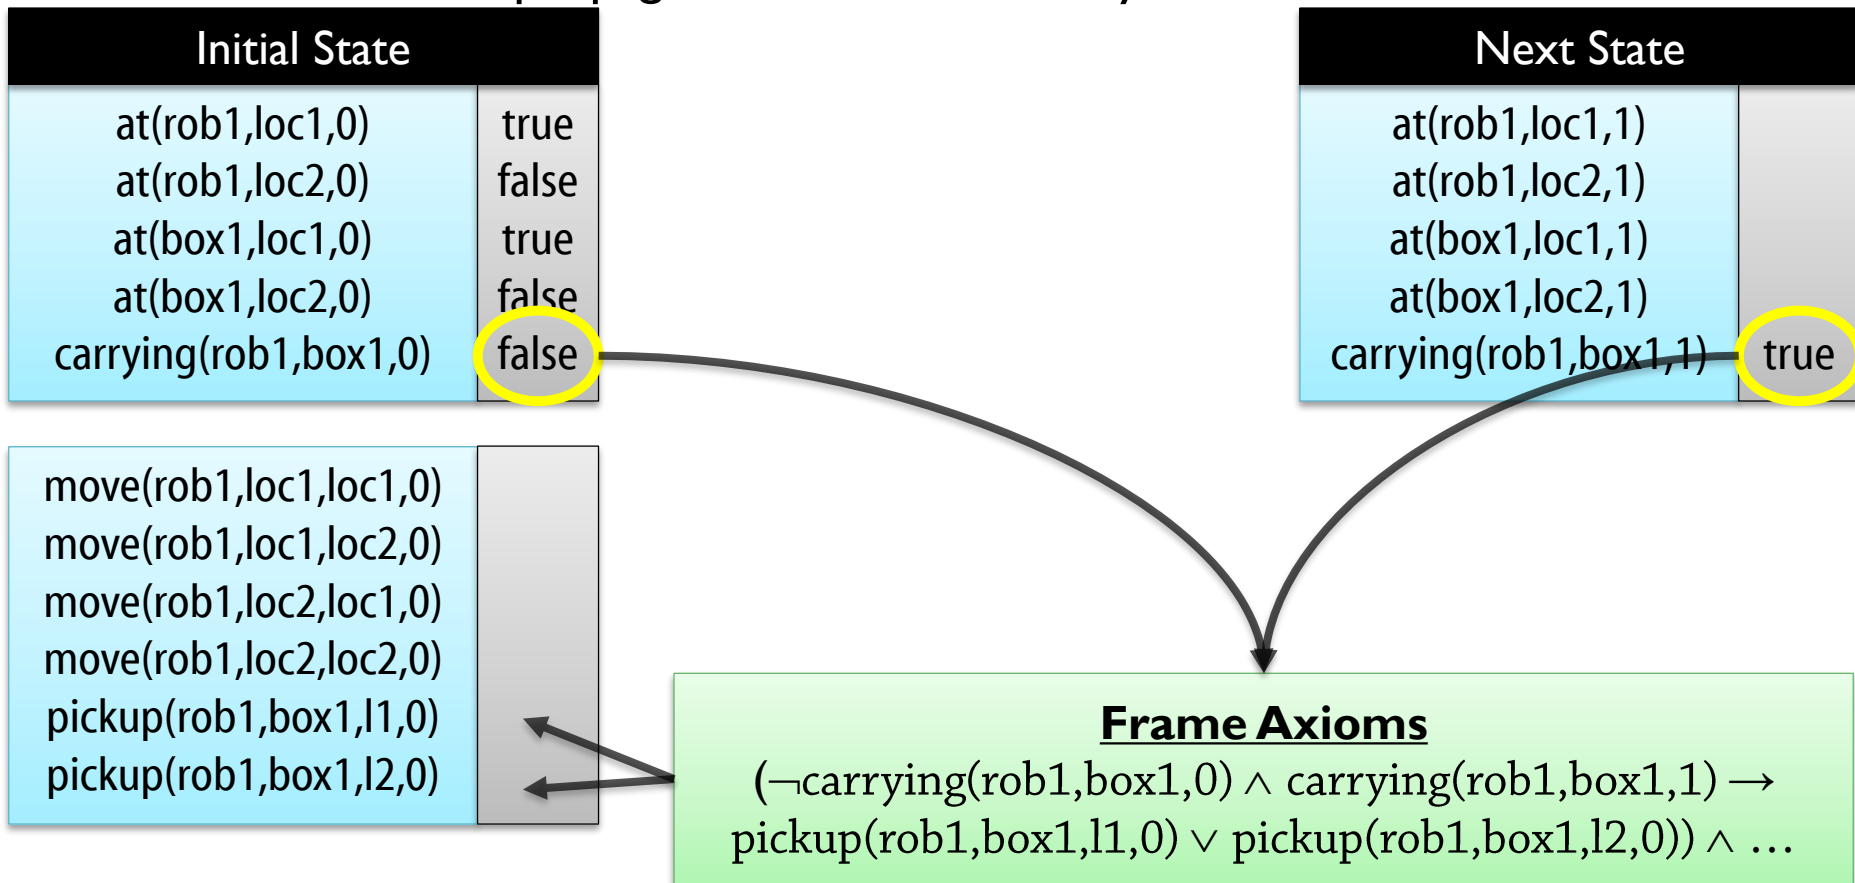 Initial State
at(rob1,loc1,0) true
at(rob1,loc2,0) false
at(box1,loc1,0) true
at(box1,loc2,0) false
carrying(rob1,box1,0) false
Next State
at(rob1,loc1,1)
at(rob1,loc2,1)
at(box1,loc1,1)
at(box1,loc2,1)
carrying(rob1,box1,1) true
move(rob1,loc1,loc1,0)
move(rob1,loc1,loc2,0)
move(rob1,loc2,loc1,0)
move(rob1,loc2,loc2,0)
pickup(rob1,box1,l1,0)
pickup(rob1,box1,l2,0)
Frame Axioms
(¬carrying(rob1,box1,0) ∧ carrying(rob1,box1,1) →
pickup(rob1,box1,l1,0) ∨ pickup(rob1,box1,l2,0)) ∧ …